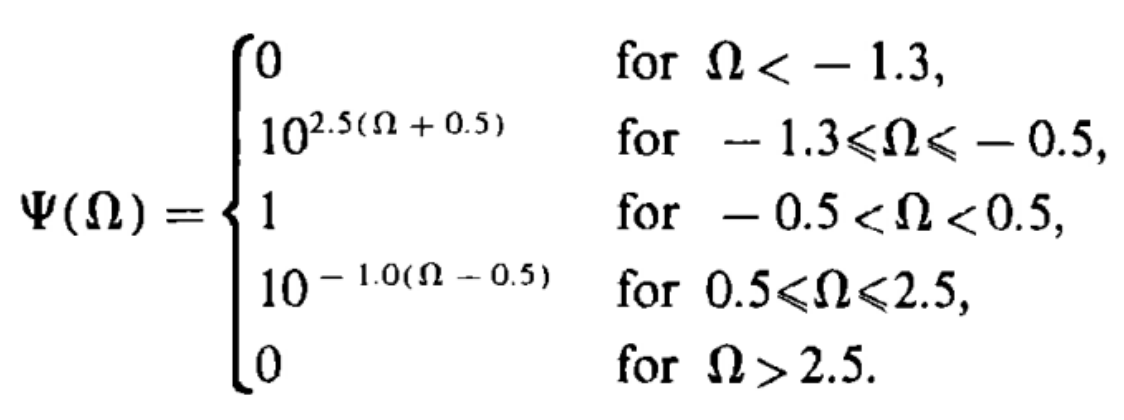 0 for Ω < − 1.3,
10^{2.5(Ω + 0.5)} for − 1.3⩽Ω⩽ − 0.5,
Ψ(Ω) = { 1 for − 0.5 < Ω < 0.5,
10^{− 1.0(Ω − 0.5)} for 0.5⩽Ω⩽2.5,
0 for Ω > 2.5.